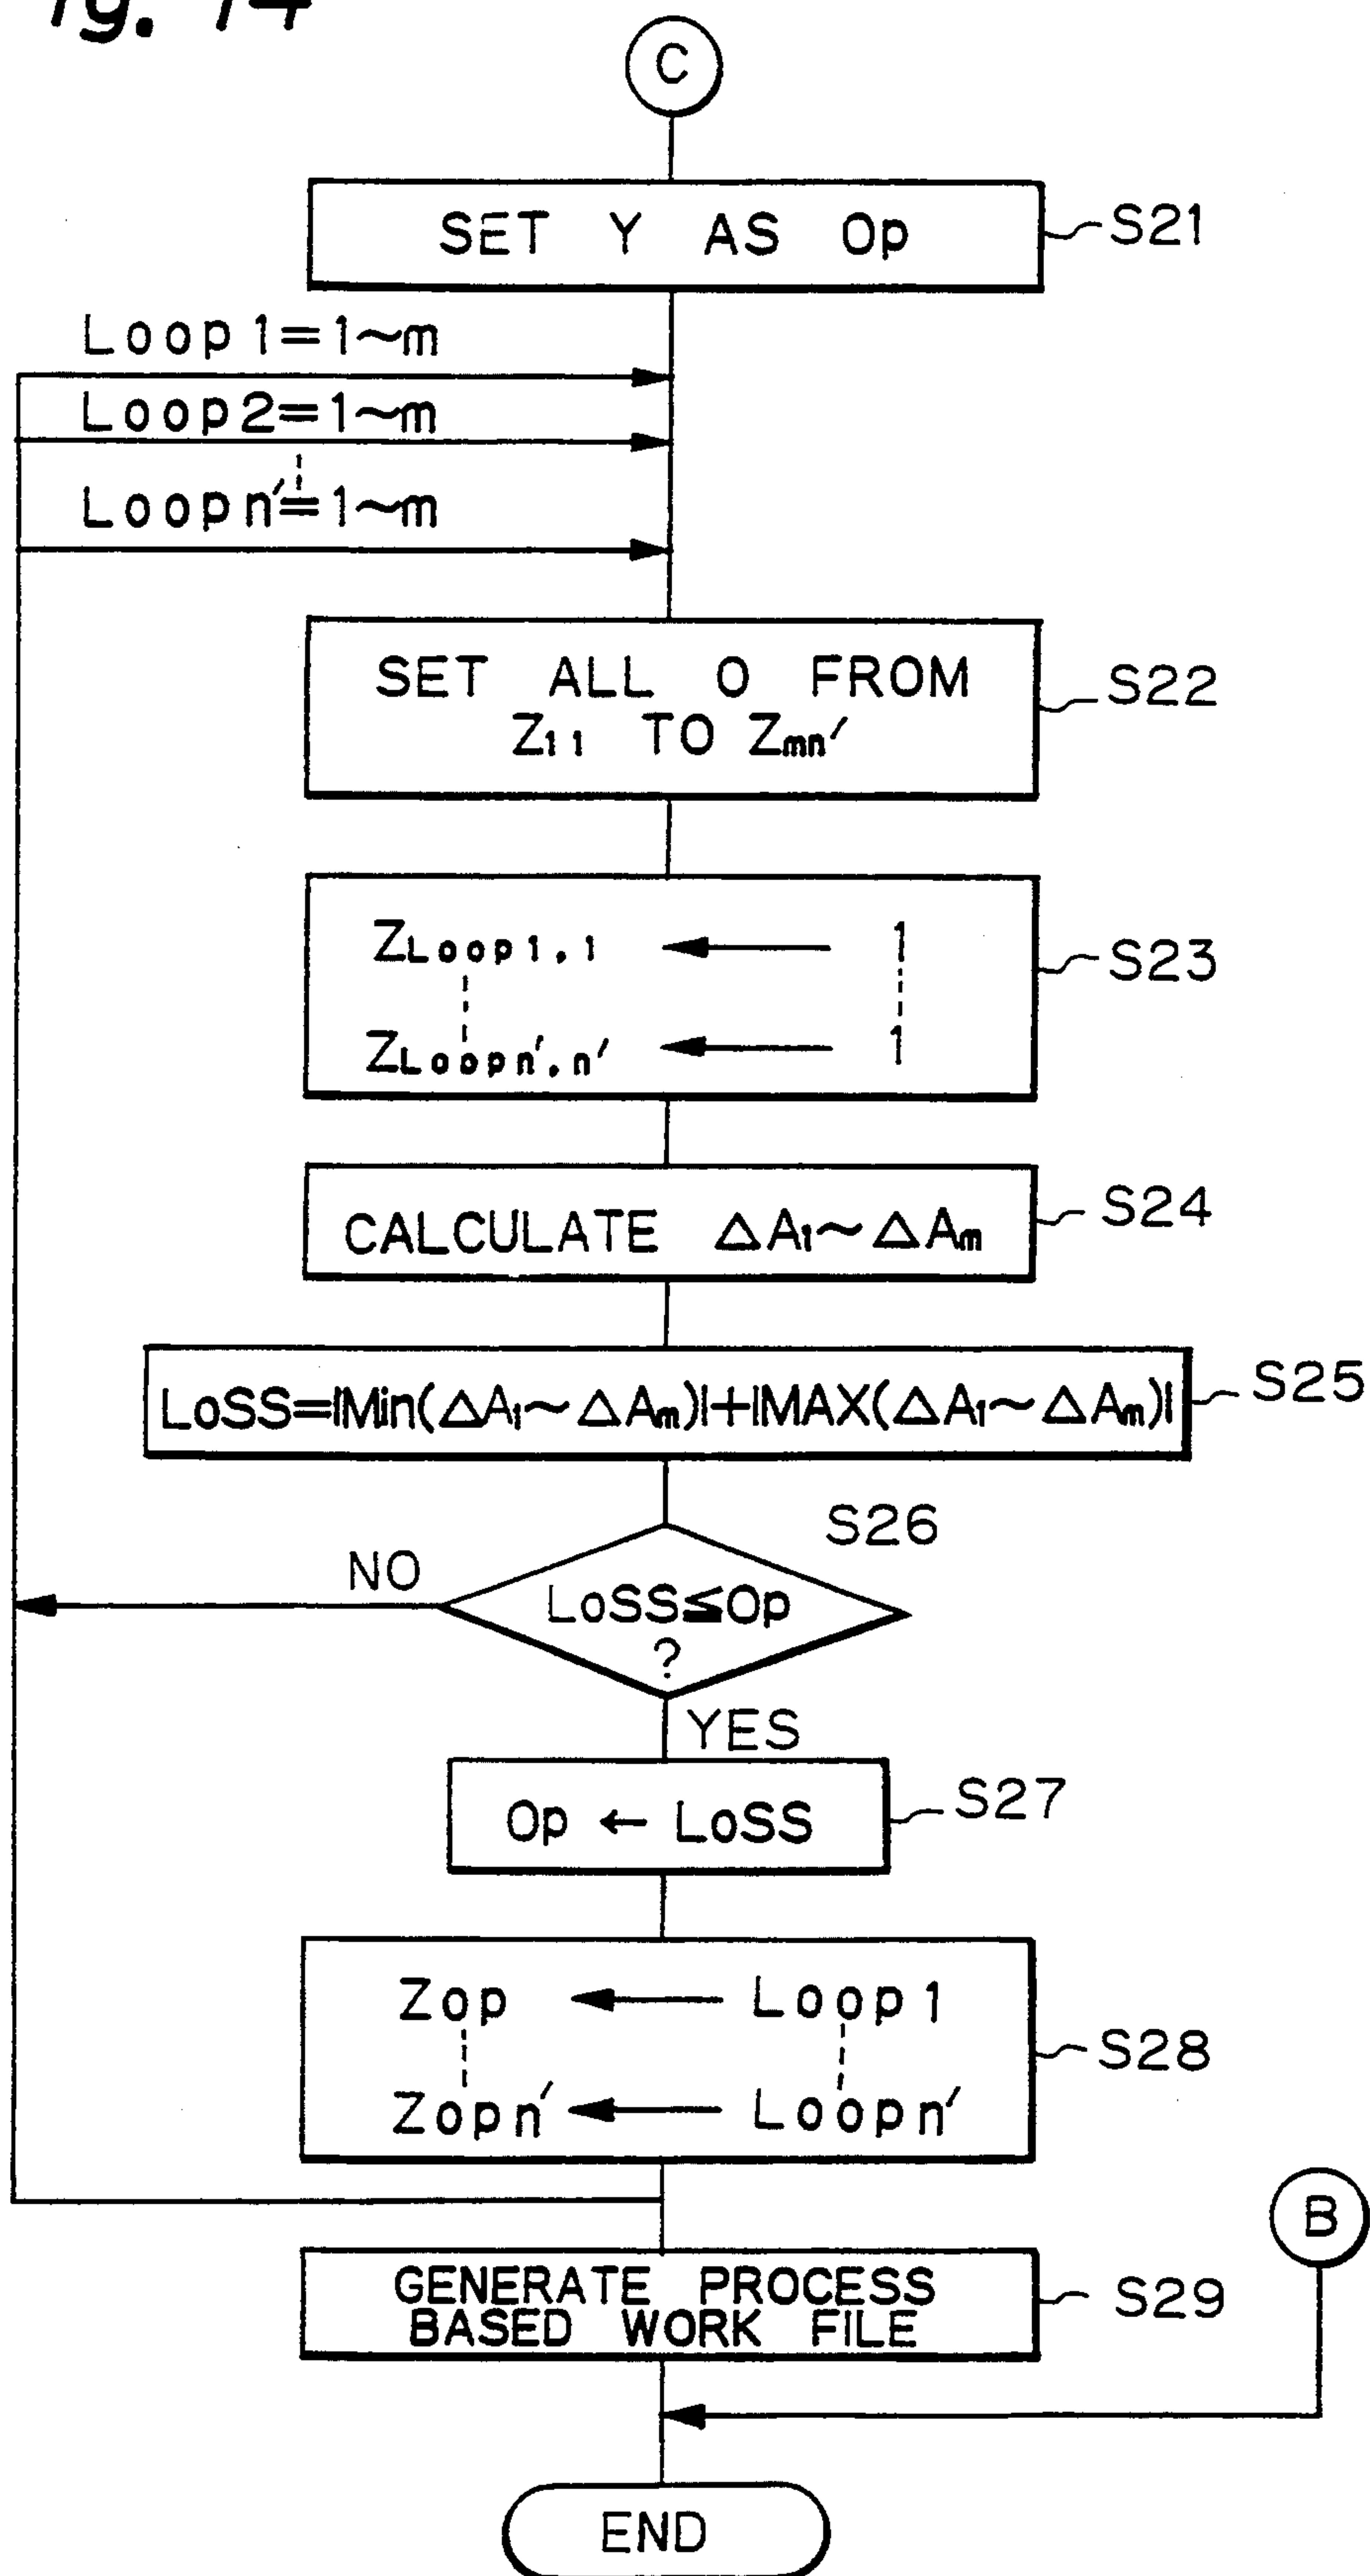 ig. 14
C
SET Y AS Op
S21
Loop1=1~m
Loop2=1~m
Loopn'=1~m
SET ALL 0 FROM
Z11 TO Zmn'
S22
ZLoop1,1 ← 1
ZLoopn',n' ← 1
S23
CALCULATE ΔA1~ΔAm
S24
LoSS=|Min(ΔA1~ΔAm)|+|MAX(ΔA1~ΔAm)|
S25
S26
NO
LoSS≦Op
?
YES
Op ← LoSS
S27
Zop ← Loop1
Zopn' ← Loopn'
S28
B
GENERATE PROCESS
BASED WORK FILE
S29
END